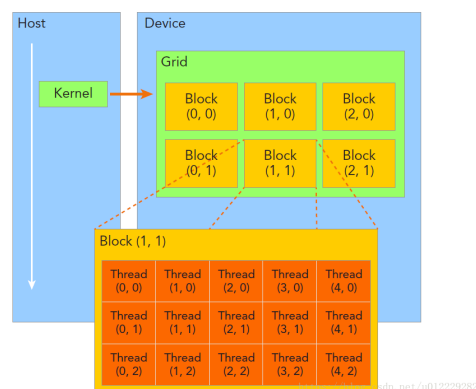 Host
Device
Grid
Kernel
Block
(0, 0)
Block
(1, 0)
Block
(2, 0)
Block
(0, 1)
Block
(1, 1)
Block
(2, 1)
Block (1, 1)
Thread
(0, 0)
Thread
(1, 0)
Thread
(2, 0)
Thread
(3, 0)
Thread
(4, 0)
Thread
(0, 1)
Thread
(1, 1)
Thread
(2, 1)
Thread
(3, 1)
Thread
(4, 1)
Thread
(0, 2)
Thread
(1, 2)
Thread
(2, 2)
Thread
(3, 2)
Thread
(4, 2)